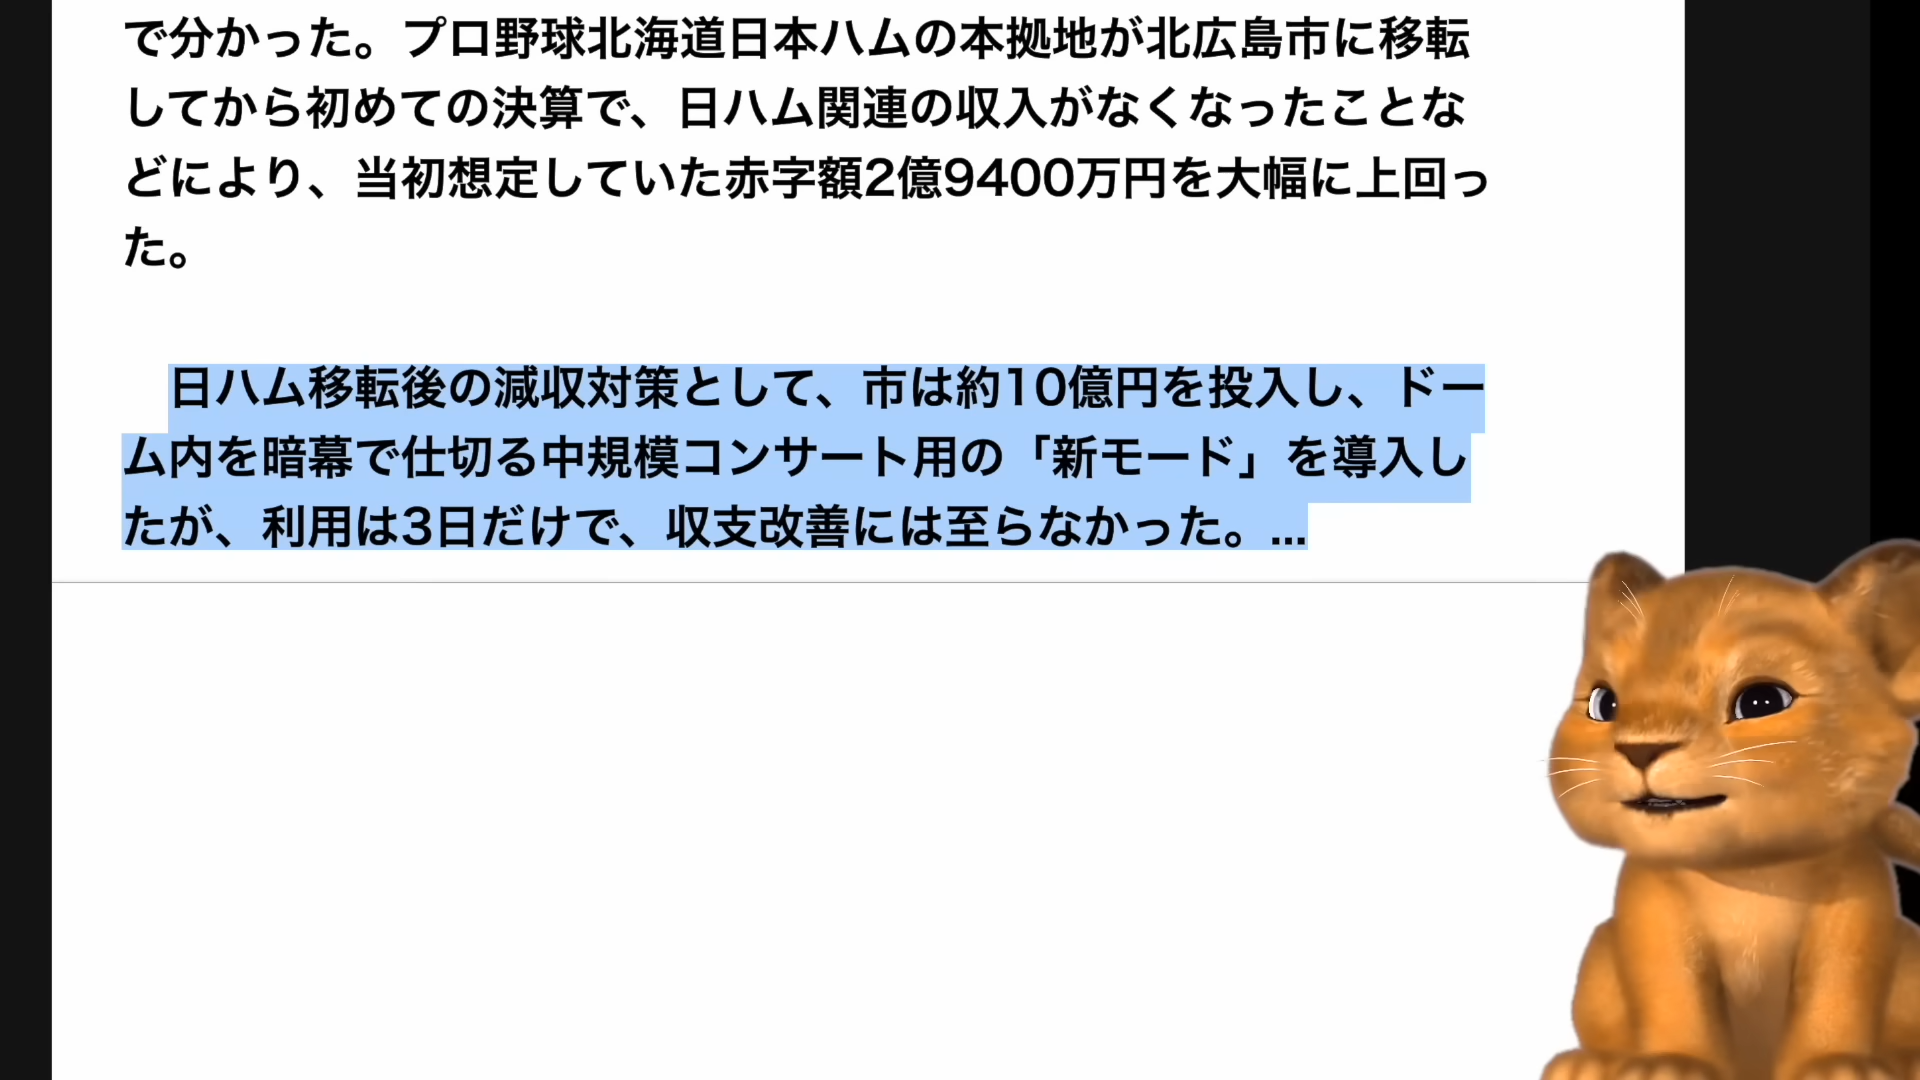 で分かった。プロ野球北海道日本ハムの本拠地が北広島市に移転
してから初めての決算で、日ハム関連の収入がなくなったことな
どにより、当初想定していた赤字額2億9400万円を大幅に上回っ
た。
日ハム移転後の減収対策として、市は約10億円を投入し、ドー
ム内を暗幕で仕切る中規模コンサート用の「新モード」を導入し
たが、利用は3日だけで、収支改善には至らなかった。...